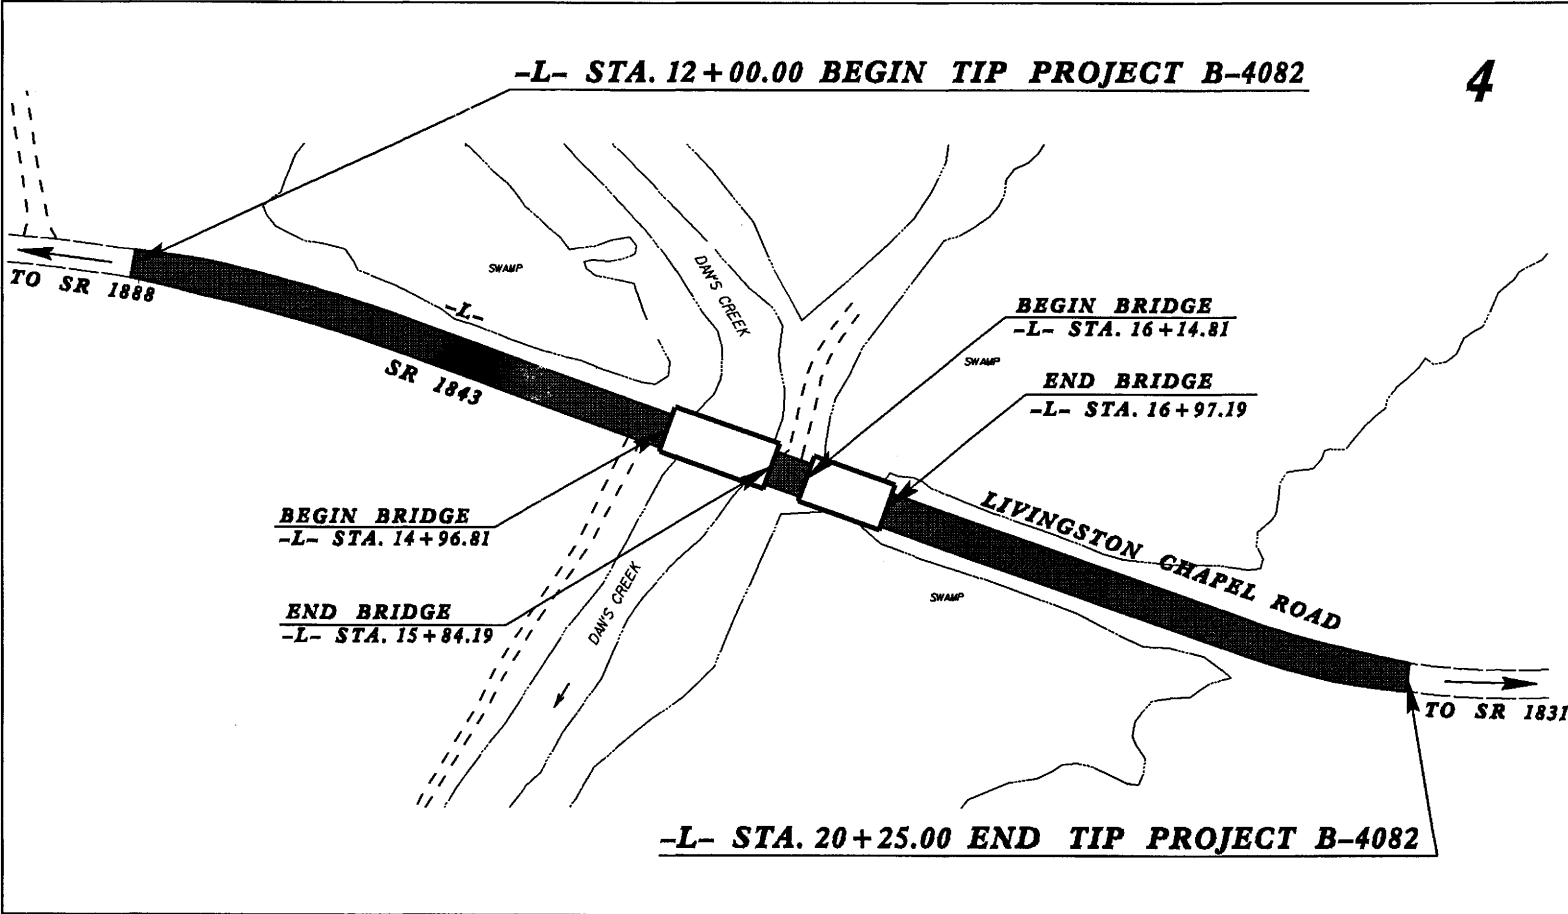 -L- STA. 12+00.00 BEGIN TIP PROJECT B-4082
4
TO SR 1888
SWAMP
DAN'S CREEK
-L-
SR 1843
BEGIN BRIDGE
-L- STA. 16+14.81
SWAMP
END BRIDGE
-L- STA. 16+97.19
BEGIN BRIDGE
-L- STA. 14+96.81
LIVINGSTON CHAPEL ROAD
END BRIDGE
-L- STA. 15+84.19
DAN'S CREEK
SWAMP
TO SR 1831
-L- STA. 20+25.00 END TIP PROJECT B-4082